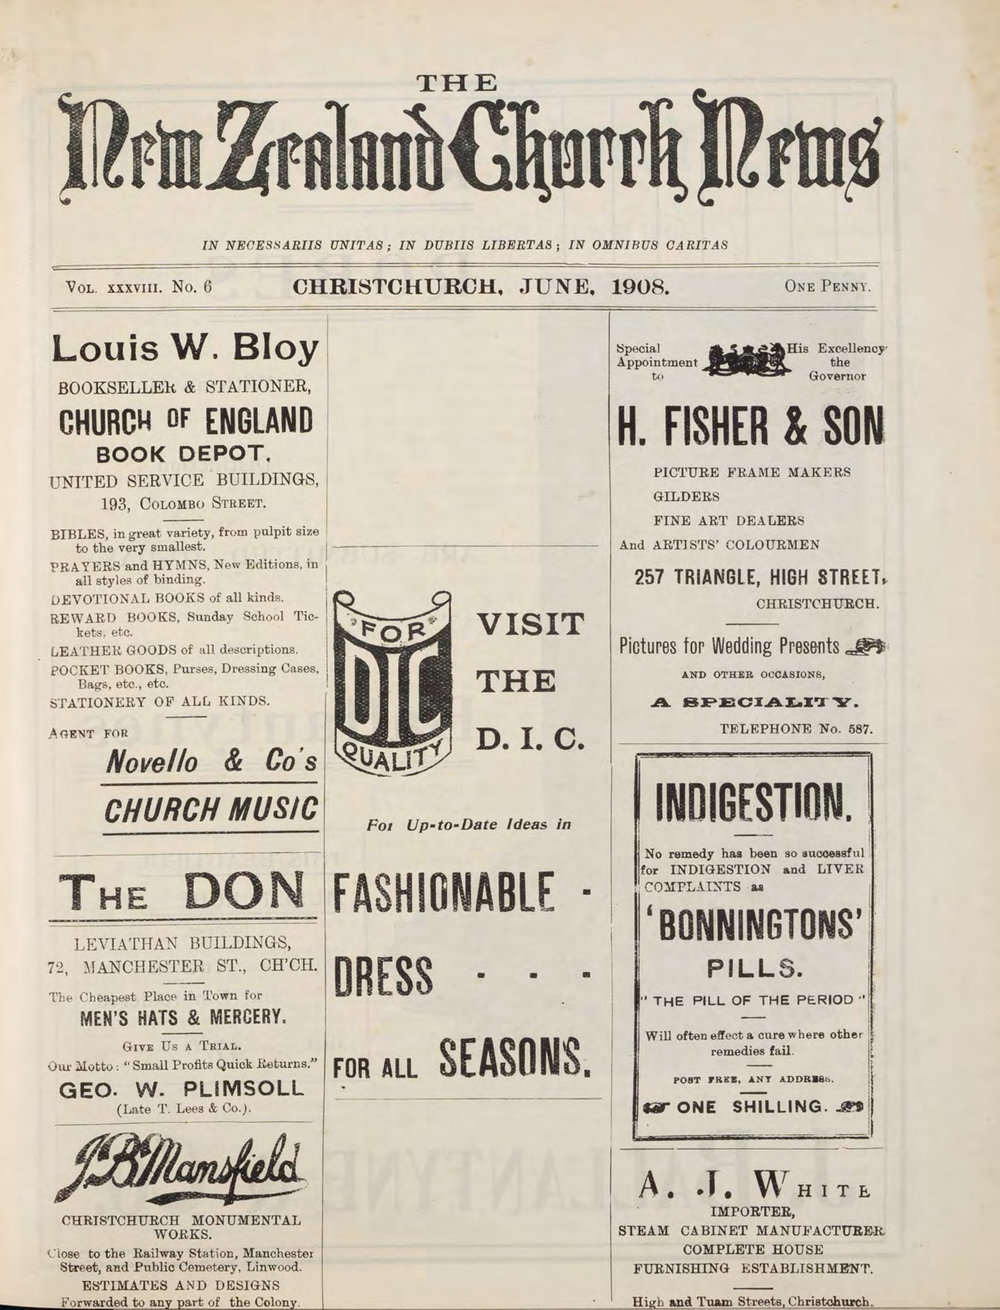 THE
New Zealand Church News
IN NECESSARIIS UNITAS; IN DUBIIS LIBERTAS; IN OMNIBUS CARITAS
VOL. XXXVIII. No. 6
CHRISTCHURCH, JUNE, 1908.
ONE PENNY.
Louis W. Bloy
BOOKSELLER & STATIONER,
CHURCH OF ENGLAND
BOOK DEPOT,
UNITED SERVICE BUILDINGS,
193, COLOMBO STREET.
BIBLES, in great variety, from pulpit size
to the very smallest.
PRAYERS and HYMNS, New Editions, in
all styles of binding.
DEVOTIONAL BOOKS of all kinds.
REWARD BOOKS, Sunday School Tic-
kets, etc.
LEATHER GOODS of all descriptions.
POCKET BOOKS, Purses, Dressing Cases,
Bags, etc., etc.
STATIONERY OF ALL KINDS.
AGENT FOR
Novello & Co's
CHURCH MUSIC
THE DON
LEVIATHAN BUILDINGS,
72, MANCHESTER ST., CH'CH.
The Cheapest Place in Town for
MEN'S HATS & MERCERY.
GIVE US A TRIAL.
Our Motto: "Small Profits Quick Returns."
GEO. W. PLIMSOLL
(Late T. Lees & Co.).
J B Mansfield
CHRISTCHURCH MONUMENTAL
WORKS.
Close to the Railway Station, Manchester
Street, and Public Cemetery, Linwood.
ESTIMATES AND DESIGNS
Forwarded to any part of the Colony.
FOR
DIC
QUALITY
VISIT
THE
D. I. C.
For Up-to-Date Ideas in
FASHIONABLE -
DRESS - - -
FOR ALL SEASONS.
Special
Appointment
to
His Excellency
the
Governor
H. FISHER & SON
PICTURE FRAME MAKERS
GILDERS
FINE ART DEALERS
And ARTISTS' COLOURMEN
257 TRIANGLE, HIGH STREET,
CHRISTCHURCH.
Pictures for Wedding Presents
AND OTHER OCCASIONS,
A SPECIALITY.
TELEPHONE No. 587.
INDIGESTION.
No remedy has been so successful
for INDIGESTION and LIVER
COMPLAINTS as
'BONNINGTONS'
PILLS.
"THE PILL OF THE PERIOD"
Will often effect a cure where other
remedies fail.
POST FREE, ANY ADDRESS.
ONE SHILLING.
A. J. WHITE
IMPORTER,
STEAM CABINET MANUFACTURER
COMPLETE HOUSE
FURNISHING ESTABLISHMENT.
High and Tuam Streets, Christchurch.